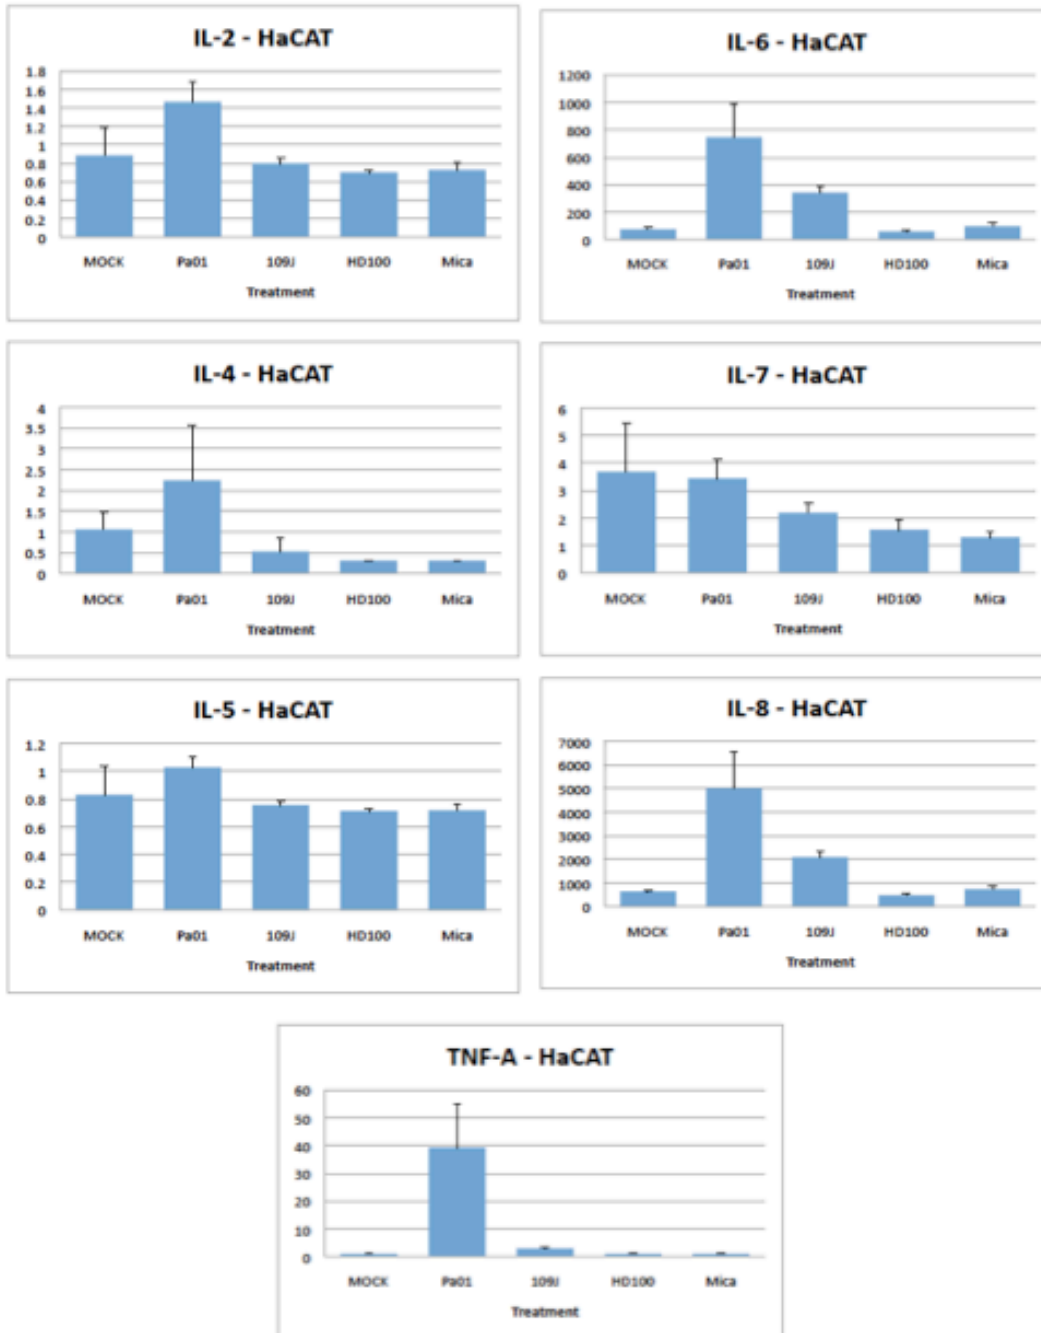 IL-2 - HaCAT
1.8
1.6
1.4
1.2
1
0.8
0.6
0.4
0.2
0
MOCK Pa01 109J HD100 Mica
Treatment
IL-6 - HaCAT
1200
1000
800
600
400
200
0
MOCK Pa01 109J HD100 Mica
Treatment
IL-4 - HaCAT
4
3.5
3
2.5
2
1.5
1
0.5
0
MOCK Pa01 109J HD100 Mica
Treatment
IL-7 - HaCAT
6
5
4
3
2
1
0
MOCK Pa01 109J HD100 Mica
Treatment
IL-5 - HaCAT
1.2
1
0.8
0.6
0.4
0.2
0
MOCK Pa01 109J HD100 Mica
Treatment
IL-8 - HaCAT
7000
6000
5000
4000
3000
2000
1000
0
MOCK Pa01 109J HD100 Mica
Treatment
TNF-A - HaCAT
60
50
40
30
20
10
0
MOCK Pa01 109J HD100 Mica
Treatment